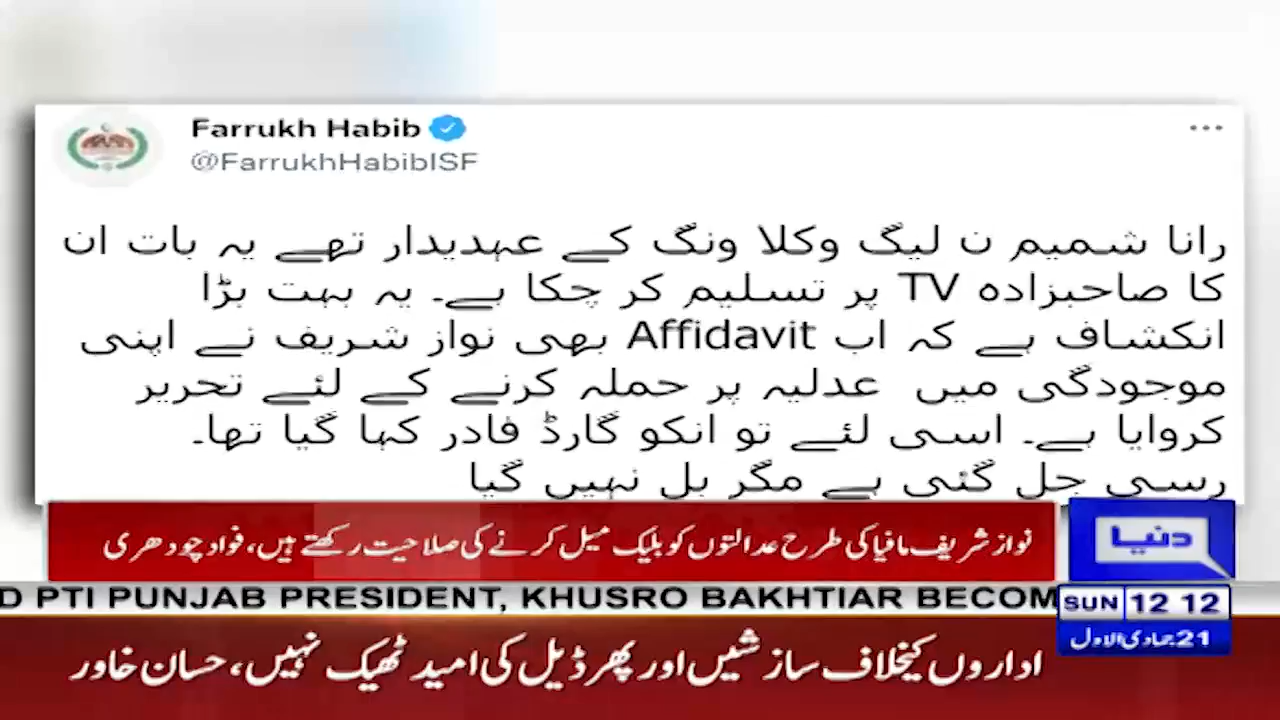 Farrukh Habib
@FarrukhHabibISF
رانا شمیم ن لیگ وکلا ونگ کے عہدیدار تھے یہ بات ان
کا صاحبزادہ TV پر تسلیم کر چکا ہے۔ یہ بہت بڑا
انکشاف ہے کہ اب Affidavit بھی نواز شریف نے اپنی
موجودگی میں عدلیہ پر حملہ کرنے کے لئے تحریر
کروایا ہے۔ اسی لئے تو انکو گارڈ فادر کہا گیا تھا۔
رسی جل گئی ہے مگر بل نہیں گیا
نواز شریف مافیا کی طرح عدالتوں کو بلیک میل کرنے کی صلاحیت رکھتے ہیں، فواد چودھری
دنیا
D PTI PUNJAB PRESIDENT, KHUSRO BAKHTIAR BECOM
SUN 12 12
21 جمادی الاول
اداروں کیخلاف سازشیں اور پھر ڈیل کی امید ٹھیک نہیں، حسان خاور